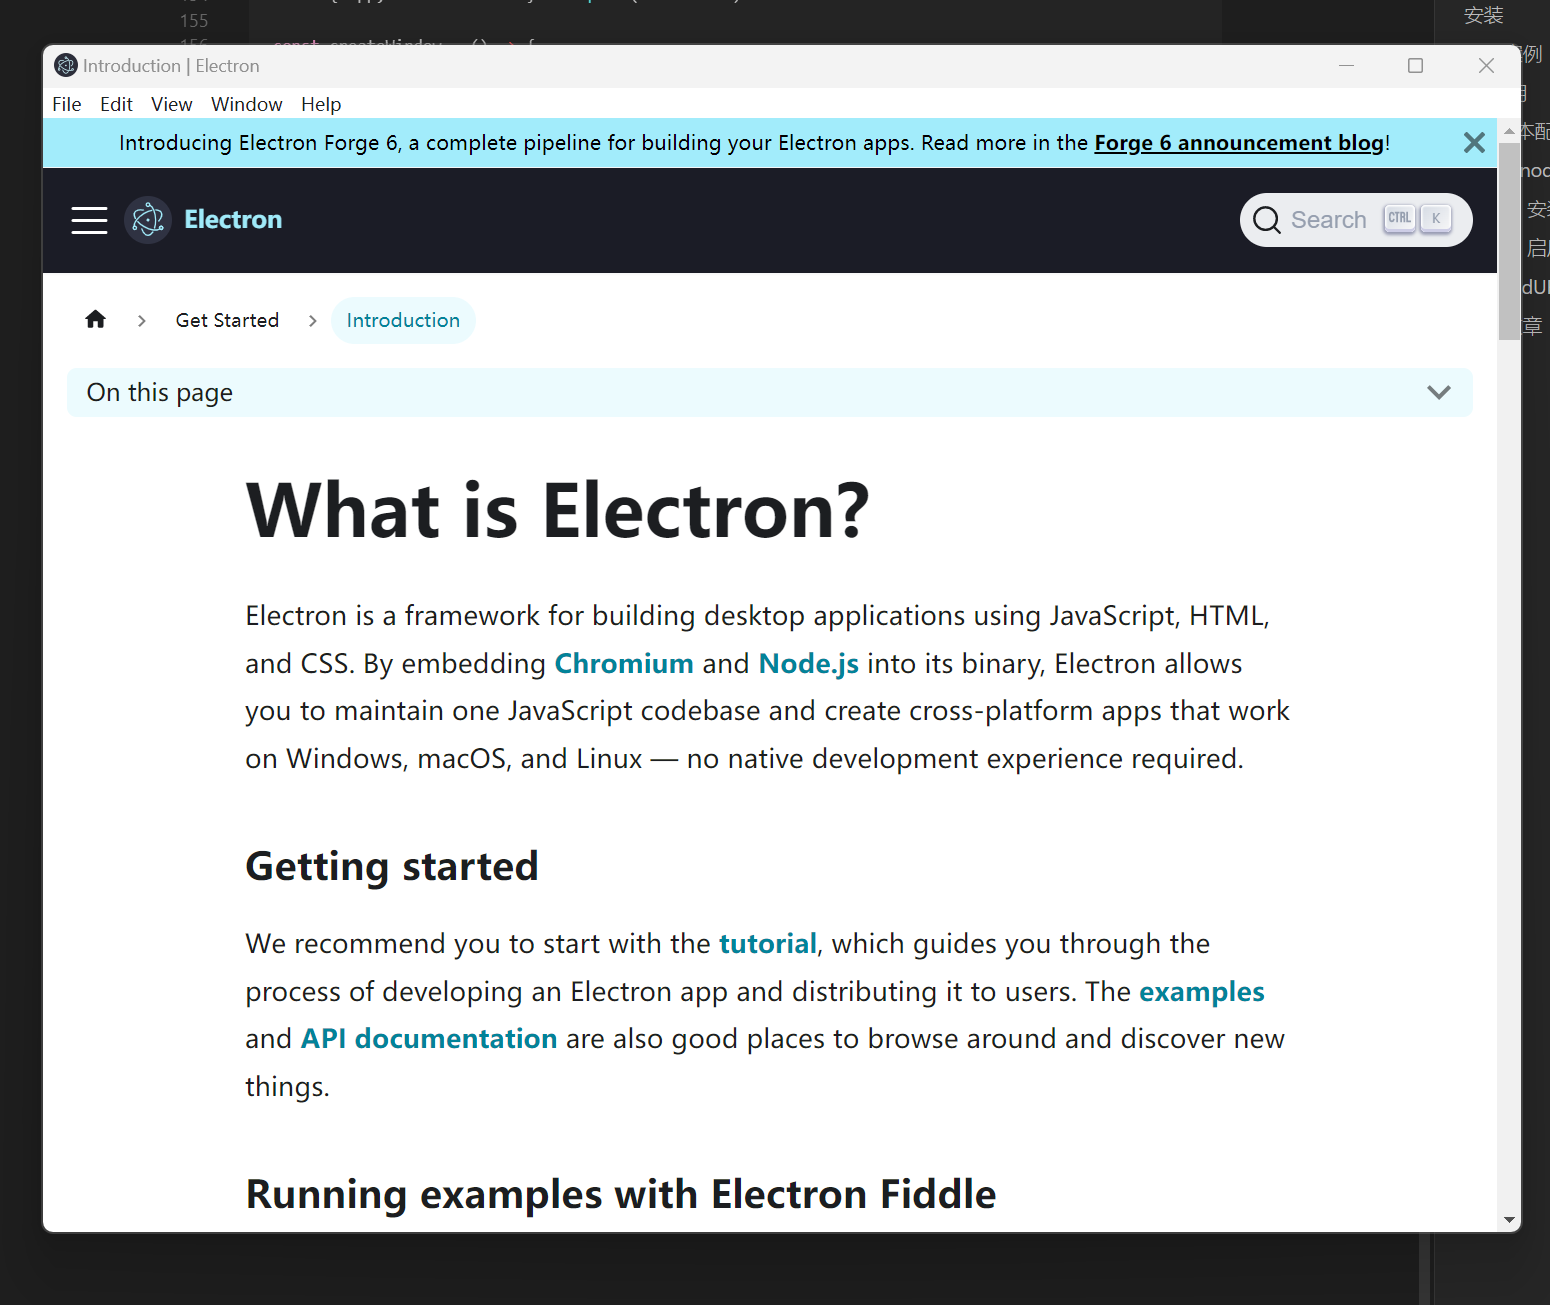 155
安装
Introduction | Electron
File Edit View Window Help
Introducing Electron Forge 6, a complete pipeline for building your Electron apps. Read more in the Forge 6 announcement blog!
Electron
Search CTRL K
Get Started
Introduction
On this page
What is Electron?
Electron is a framework for building desktop applications using JavaScript, HTML,
and CSS. By embedding Chromium and Node.js into its binary, Electron allows
you to maintain one JavaScript codebase and create cross-platform apps that work
on Windows, macOS, and Linux — no native development experience required.
Getting started
We recommend you to start with the tutorial, which guides you through the
process of developing an Electron app and distributing it to users. The examples
and API documentation are also good places to browse around and discover new
things.
Running examples with Electron Fiddle